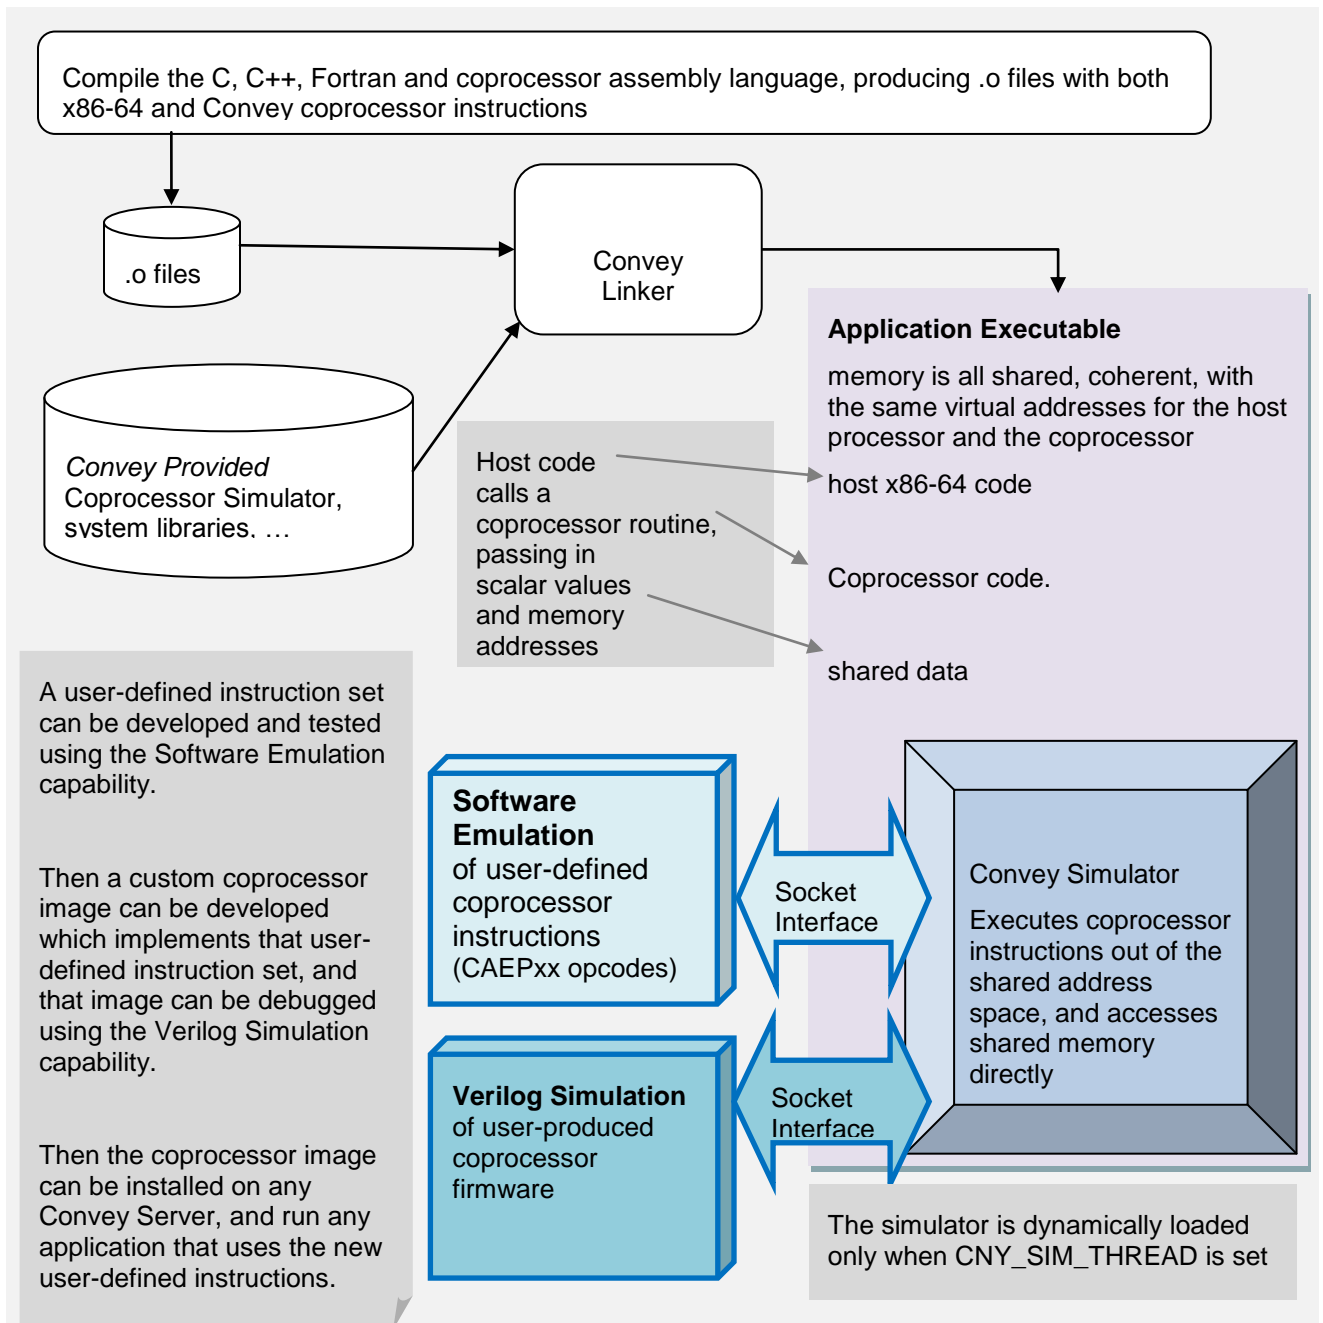 Compile the C, C++, Fortran and coprocessor assembly language, producing .o files with both
x86-64 and Convey coprocessor instructions
.o files
Convey
Linker
Convey Provided
Coprocessor Simulator,
system libraries, …
Application Executable
memory is all shared, coherent, with
the same virtual addresses for the host
processor and the coprocessor
host x86-64 code
Coprocessor code.
shared data
Host code
calls a
coprocessor routine,
passing in
scalar values
and memory
addresses
A user-defined instruction set
can be developed and tested
using the Software Emulation
capability.
Then a custom coprocessor
image can be developed
which implements that user-
defined instruction set, and
that image can be debugged
using the Verilog Simulation
capability.
Then the coprocessor image
can be installed on any
Convey Server, and run any
application that uses the new
user-defined instructions.
Software
Emulation
of user-defined
coprocessor
instructions
(CAEPxx opcodes)
Socket
Interface
Convey Simulator
Executes coprocessor
instructions out of the
shared address
space, and accesses
shared memory
directly
Verilog Simulation
of user-produced
coprocessor
firmware
Socket
Interface
The simulator is dynamically loaded
only when CNY_SIM_THREAD is set